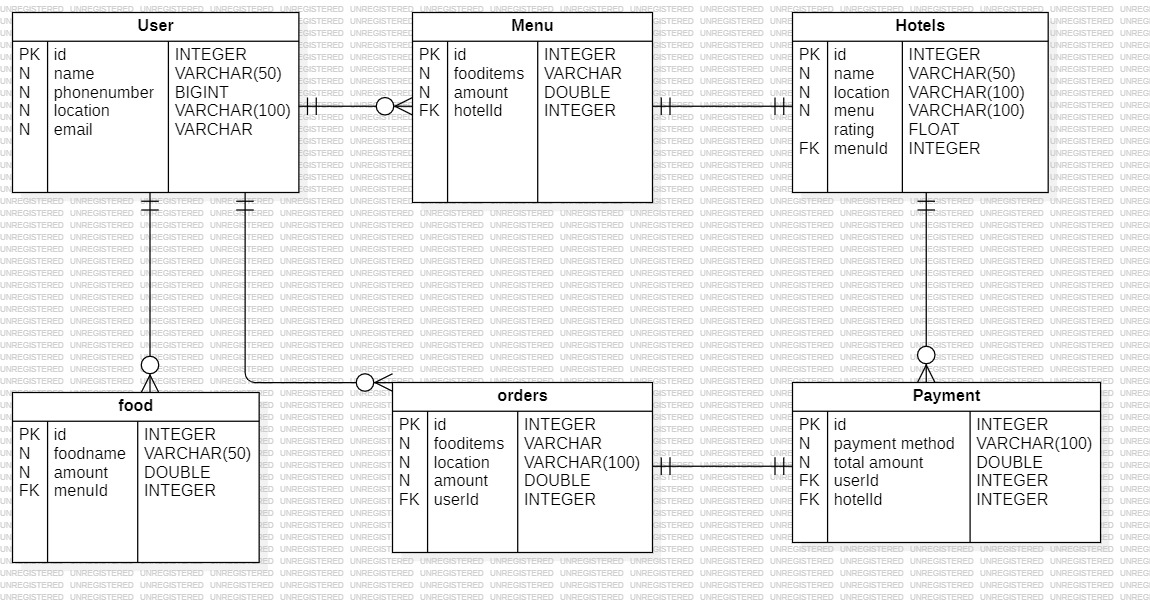 User
PK id INTEGER
N name VARCHAR(50)
N phonenumber BIGINT
N location VARCHAR(100)
N email VARCHAR
Menu
PK id INTEGER
N fooditems VARCHAR
N amount DOUBLE
FK hotelId INTEGER
Hotels
PK id INTEGER
N name VARCHAR(50)
N location VARCHAR(100)
N menu VARCHAR(100)
rating FLOAT
FK menuId INTEGER
food
PK id INTEGER
N foodname VARCHAR(50)
N amount DOUBLE
FK menuId INTEGER
orders
PK id INTEGER
N fooditems VARCHAR
N location VARCHAR(100)
N amount DOUBLE
FK userId INTEGER
Payment
PK id INTEGER
N payment method VARCHAR(100)
N total amount DOUBLE
FK userId INTEGER
FK hotelId INTEGER
UNREGISTERED